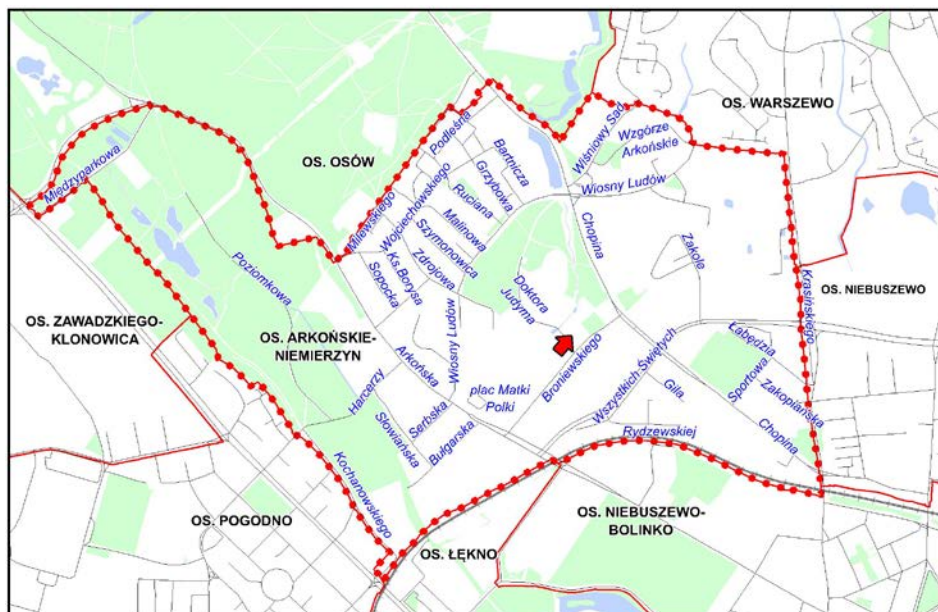 OS. WARSZEWO
Wiśniowy Sad
Wzgórze
Arkońskie
Podleśna
Międzyparkowa
OS. OSÓW
Bartnicza
Grzybowa
Wiosny Ludów
Milewskiego
Wojciechowskiego
Ruciana
Malinowa
Szymonowica
Chopina
Ks.Borysa
Zdrojowa
Sopocka
Zakole
Poziomkowa
Doktora
Judyma
Krasińskiego
OS. NIEBUSZEWO
OS. ZAWADZKIEGO-
KLONOWICA
OS. ARKOŃSKIE-
NIEMIERZYN
Wiosny Ludów
Łabędzia
Arkońska
Broniewskiego
Wszystkich Świętych
Harcerzy
plac Matki
Polki
Gila
Sportowa
Zakopiańska
Serbska
Słowiańska
Bułgarska
Rydzewskiej
Chopina
Kochanowskiego
OS. POGODNO
OS. NIEBUSZEWO-
BOLINKO
OS. ŁĘKNO